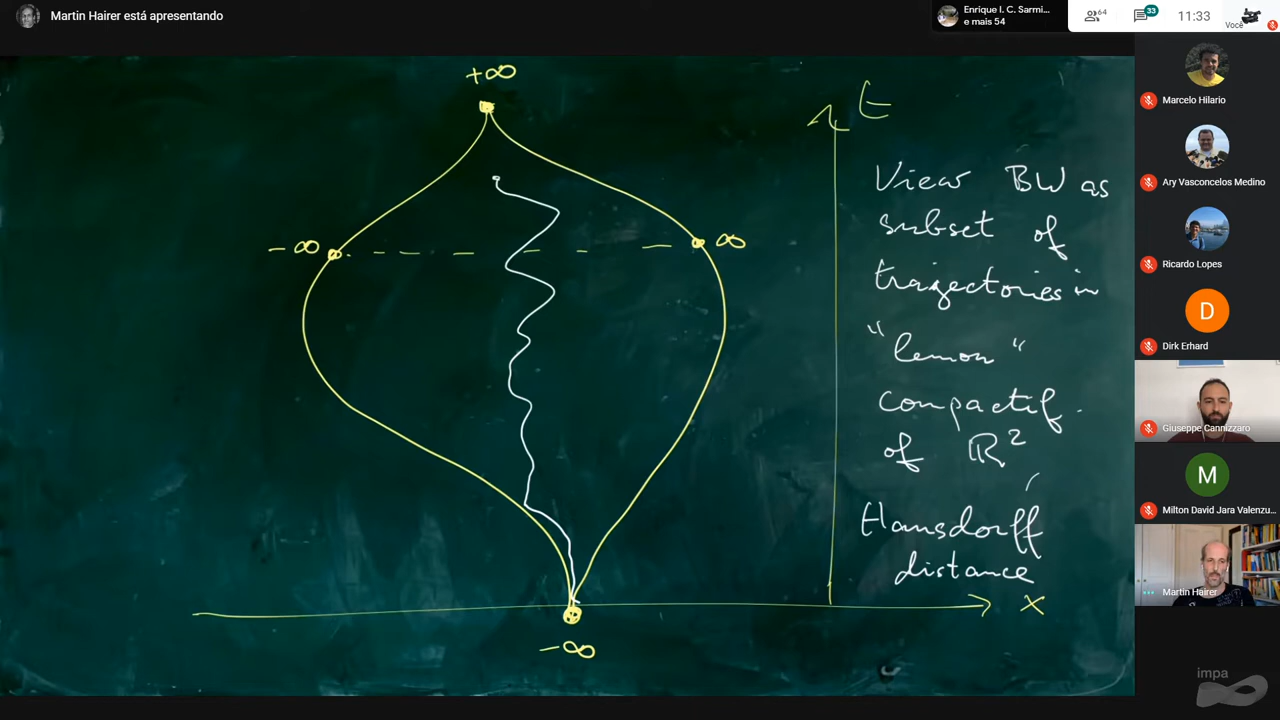 Martin Hairer está apresentando
Enrique I. C. Sarmi...
e mais 54
64
33
11:33
Você
+∞
t
View BW as
subset of
trajectories in
"lemon"
compactif.
of ℝ²
Hausdorff
distance
-∞
∞
x
-∞
Marcelo Hilario
Ary Vasconcelos Medino
Ricardo Lopes
D
Dirk Erhard
Giuseppe Cannizzaro
M
Milton David Jara Valenzu...
Martin Hairer
impa